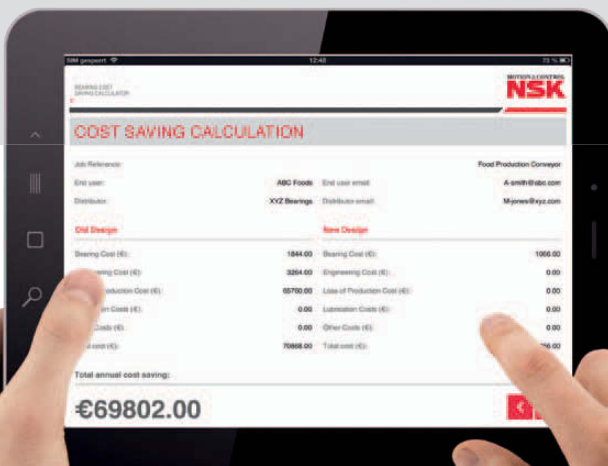 SIM gesperrt 12:40 73 %
BEARING COST
SAVING CALCULATOR
MOTION & CONTROL
NSK
COST SAVING CALCULATION
Job Reference: Food Production Conveyor
End user: ABC Foods End user email: A-smith@abc.com
Distributor: XYZ Bearings Distributor email: M-jones@xyz.com
Old Design New Design
Bearing Cost (€): 1844.00 Bearing Cost (€): 1066.00
Cost (€): 3264.00 Engineering Cost (€): 0.00
Production Cost (€): 65760.00 Loss of Production Cost (€): 0.00
Costs (€): 0.00 Lubrication Costs (€): 0.00
Costs (€): 0.00 Other Costs (€): 0.00
cost (€): 70868.00 Total cost (€):
Total annual cost saving:
€69802.00